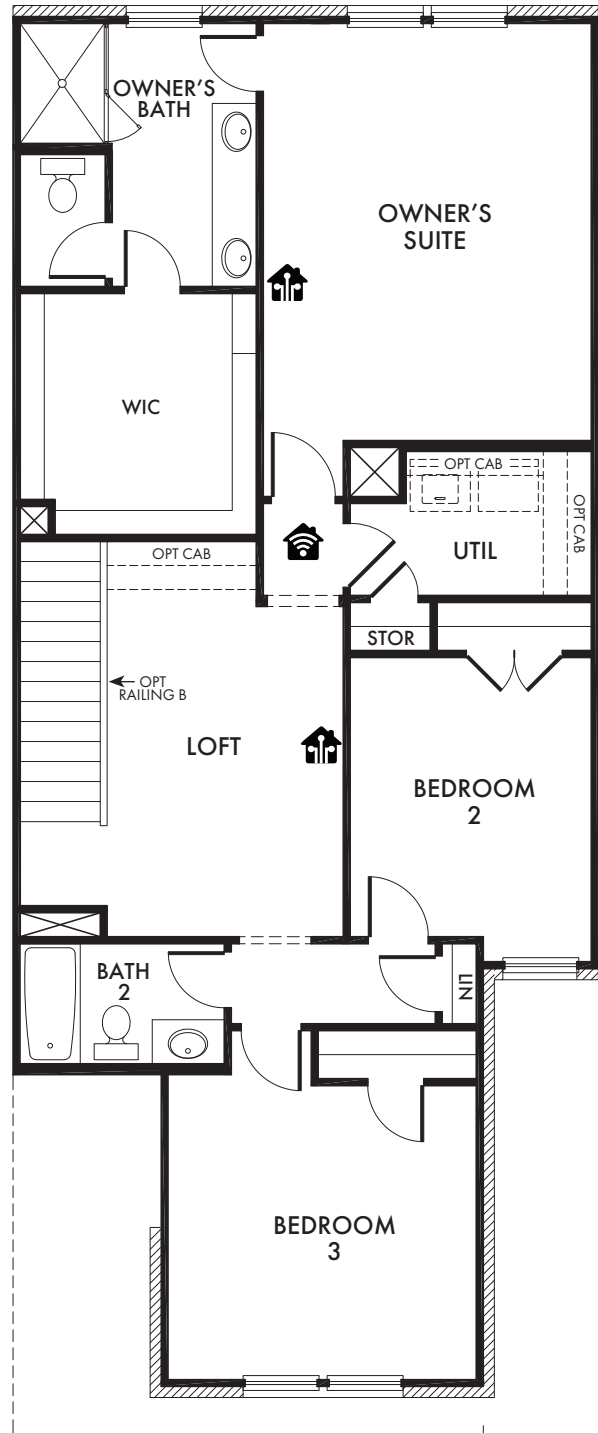 OWNER'S
BATH
OWNER'S
SUITE
WIC
OPT CAB
OPT CAB
UTIL
OPT CAB
STOR
OPT
RAILING B
LOFT
BEDROOM
2
BATH
2
LIN
BEDROOM
3